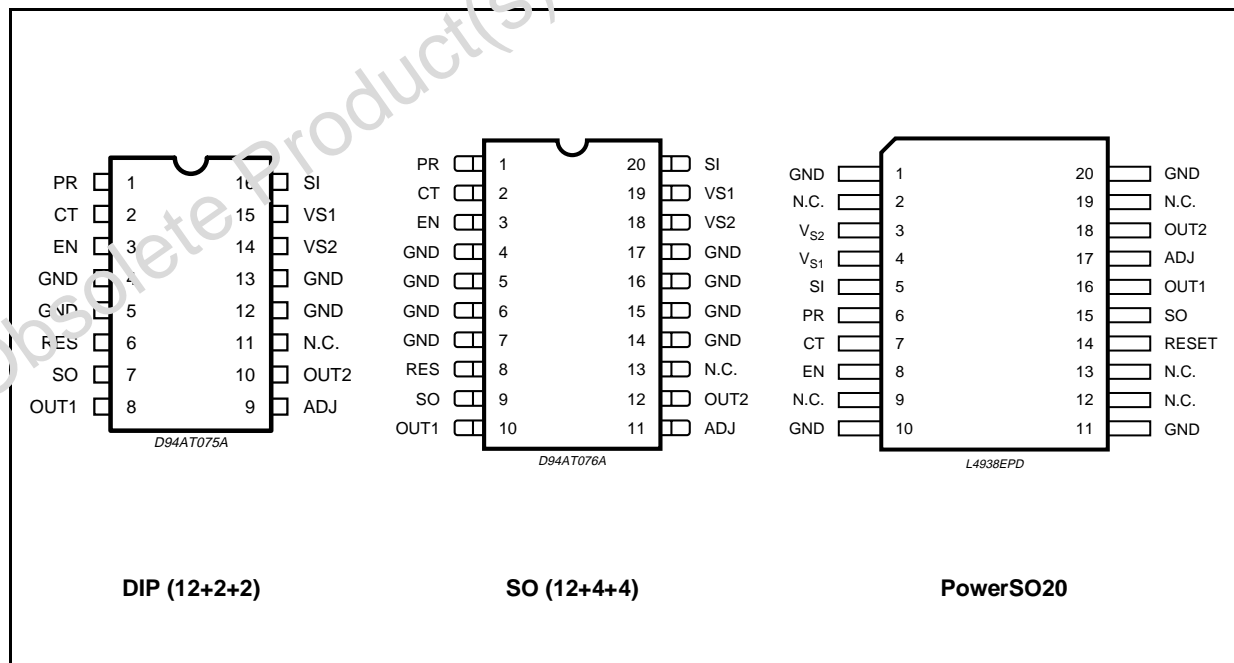 Obsolete Product(s)
PR 1 16 SI
CT 2 15 VS1
EN 3 14 VS2
GND 4 13 GND
GND 5 12 GND
RES 6 11 N.C.
SO 7 10 OUT2
OUT1 8 9 ADJ
D94AT075A
DIP (12+2+2)
PR 1 20 SI
CT 2 19 VS1
EN 3 18 VS2
GND 4 17 GND
GND 5 16 GND
GND 6 15 GND
GND 7 14 GND
RES 8 13 N.C.
SO 9 12 OUT2
OUT1 10 11 ADJ
D94AT076A
SO (12+4+4)
GND 1 20 GND
N.C. 2 19 N.C.
VS2 3 18 OUT2
VS1 4 17 ADJ
SI 5 16 OUT1
PR 6 15 SO
CT 7 14 RESET
EN 8 13 N.C.
N.C. 9 12 N.C.
GND 10 11 GND
L4938EPD
PowerSO20